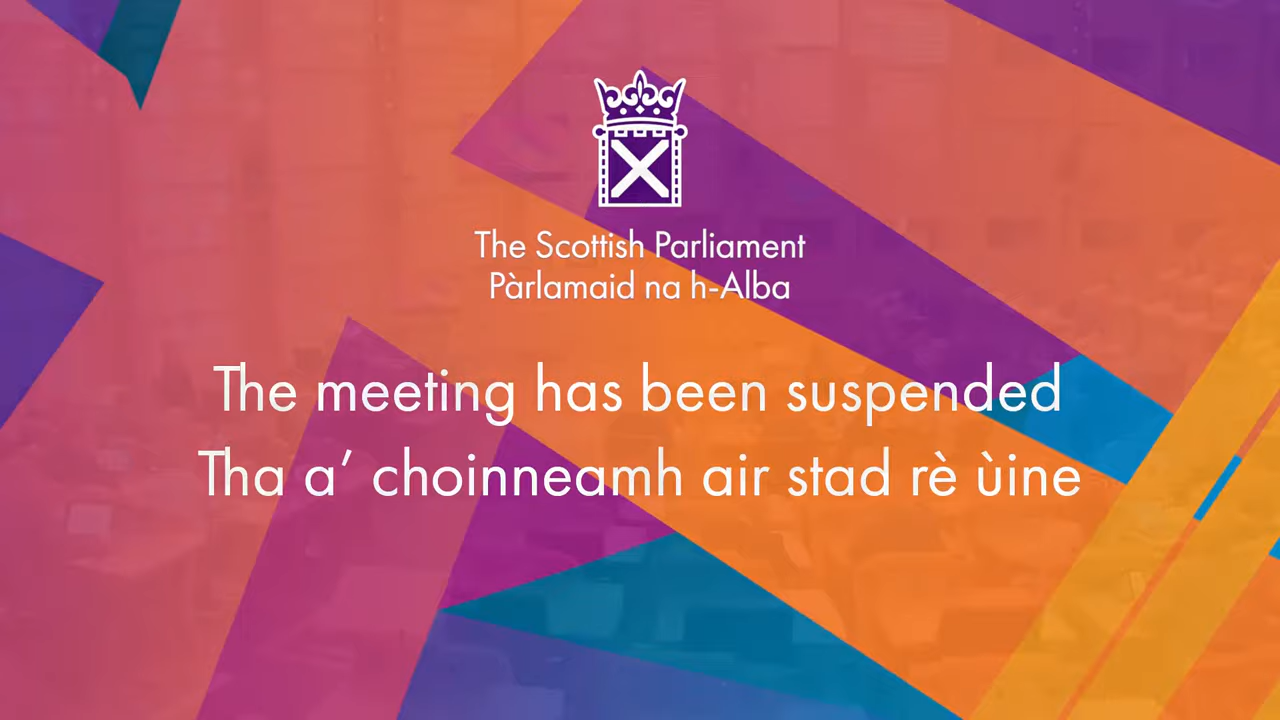 The Scottish Parliament
Pàrlamaid na h-Alba
The meeting has been suspended
Tha a’ choinneamh air stad rè ùine